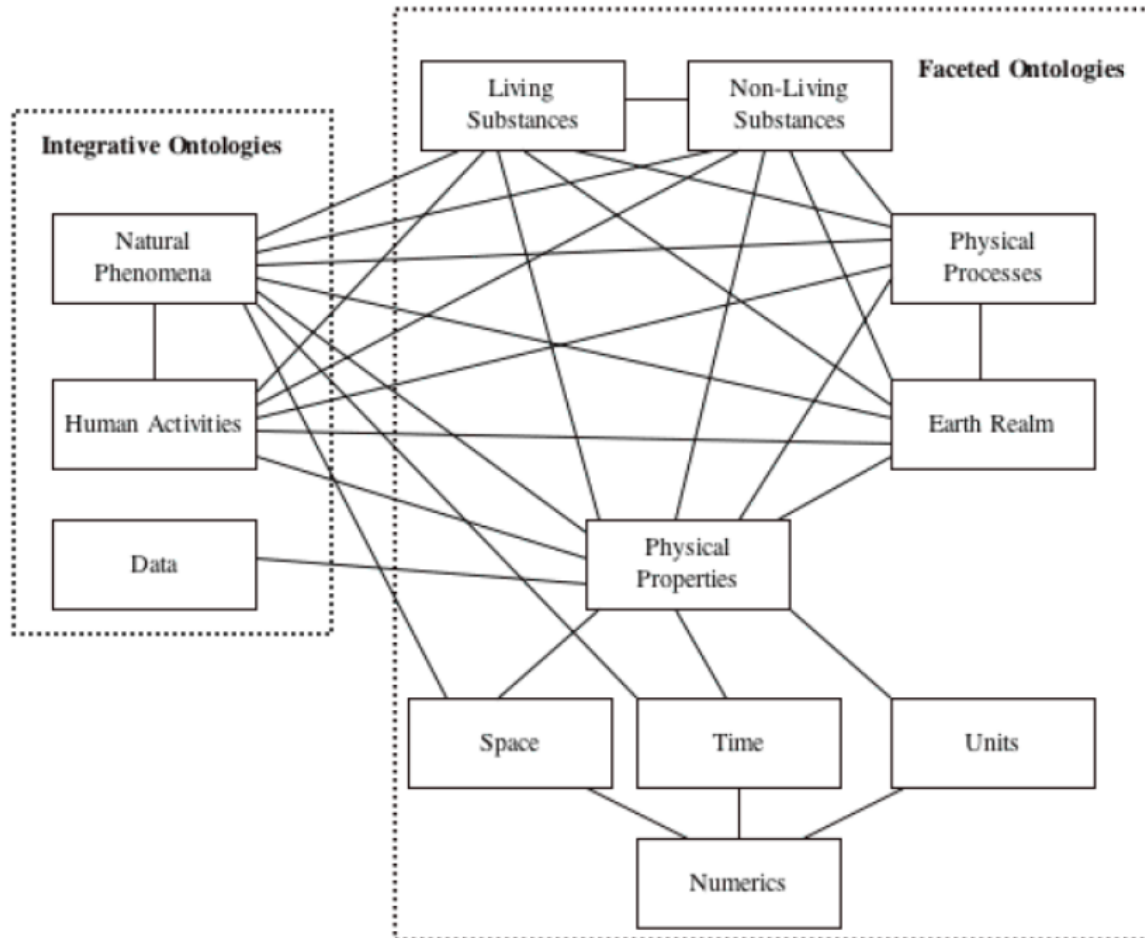 Faceted Ontologies
Living
Substances
Non-Living
Substances
Integrative Ontologies
Natural
Phenomena
Physical
Processes
Human Activities
Earth Realm
Data
Physical
Properties
Space
Time
Units
Numerics